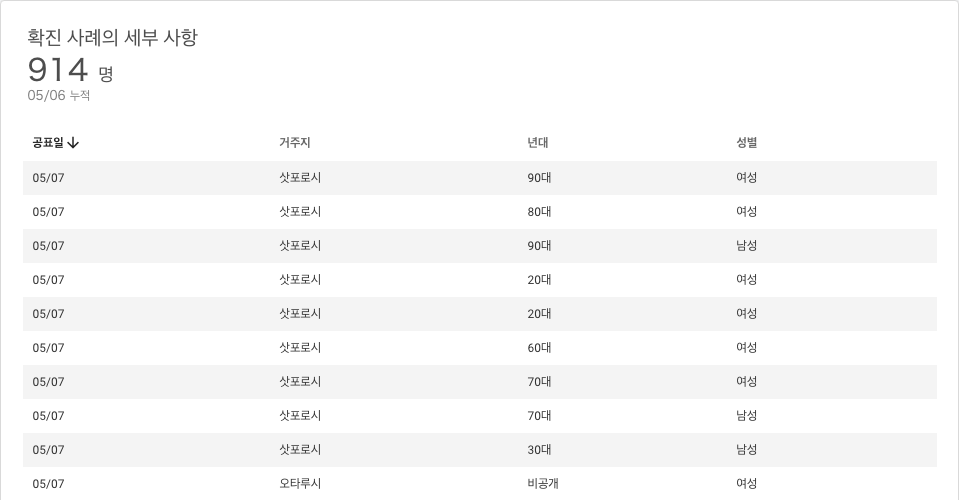 확진 사례의 세부 사항
914 명
05/06 누적
공표일 ↓ 거주지 년대 성별
05/07 삿포로시 90대 여성
05/07 삿포로시 80대 여성
05/07 삿포로시 90대 남성
05/07 삿포로시 20대 여성
05/07 삿포로시 20대 여성
05/07 삿포로시 60대 여성
05/07 삿포로시 70대 여성
05/07 삿포로시 70대 남성
05/07 삿포로시 30대 남성
05/07 오타루시 비공개 여성